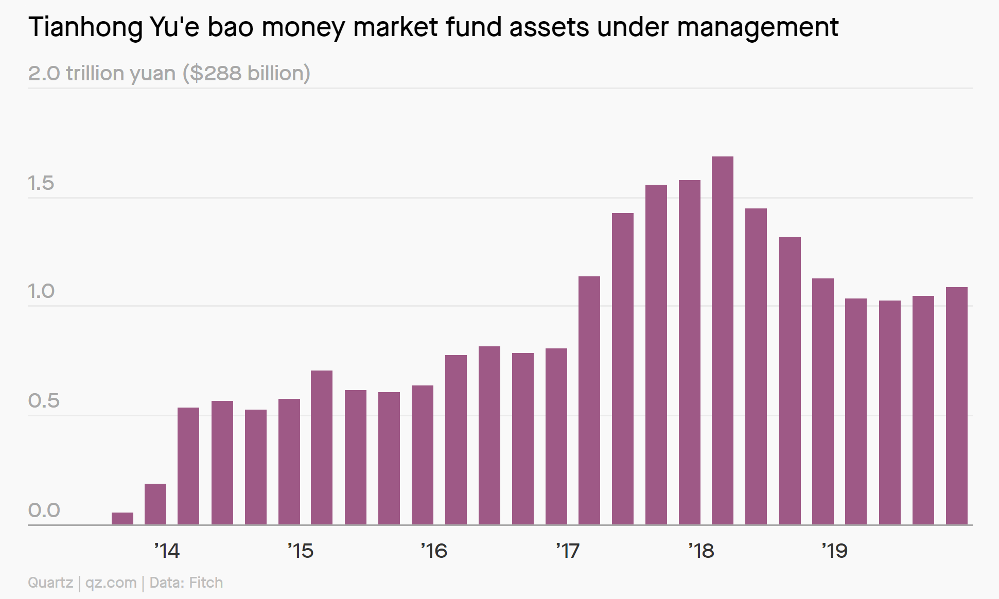 Tianhong Yu'e bao money market fund assets under management
2.0 trillion yuan ($288 billion)
1.5
1.0
0.5
0.0
’14 ’15 ’16 ’17 ’18 ’19
Quartz | qz.com | Data: Fitch